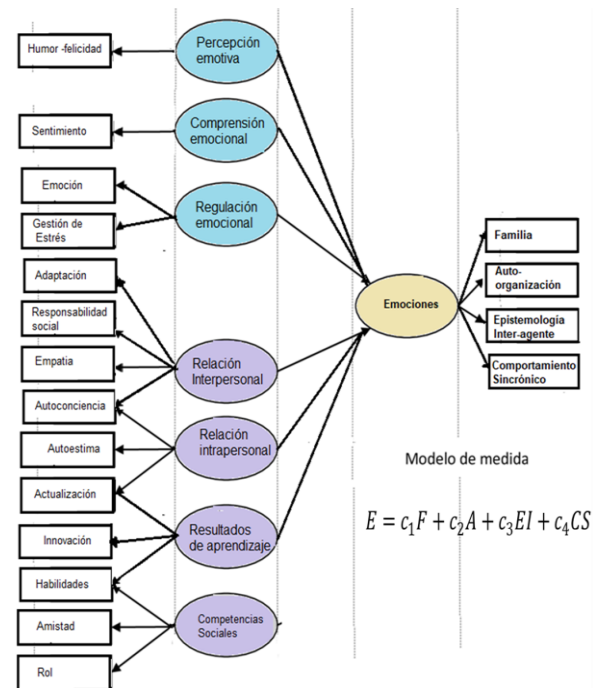 Humor -felicidad
Sentimiento
Emoción
Gestión de
Estrés
Adaptación
Responsabilidad
social
Empatia
Autoconciencia
Autoestima
Actualización
Innovación
Habilidades
Amistad
Rol
Percepción
emotiva
Comprensión
emocional
Regulación
emocional
Relación
Interpersonal
Relación
intrapersonal
Resultados
de aprendizaje
Competencias
Sociales
Emociones
Familia
Auto-
organización
Epistemología
Inter-agente
Comportamiento
Sincrónico
Modelo de medida
E = c₁F + c₂A + c₃EI + c₄CS